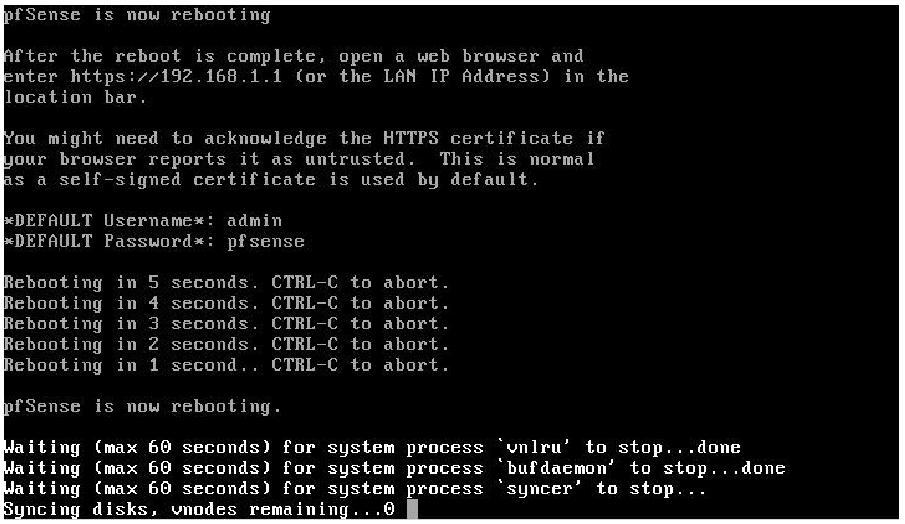 pfSense is now rebooting
After the reboot is complete, open a web browser and
enter https://192.168.1.1 (or the LAN IP Address) in the
location bar.
You might need to acknowledge the HTTPS certificate if
your browser reports it as untrusted.  This is normal
as a self-signed certificate is used by default.
*DEFAULT Username*: admin
*DEFAULT Password*: pfsense
Rebooting in 5 seconds. CTRL-C to abort.
Rebooting in 4 seconds. CTRL-C to abort.
Rebooting in 3 seconds. CTRL-C to abort.
Rebooting in 2 seconds. CTRL-C to abort.
Rebooting in 1 second.. CTRL-C to abort.
pfSense is now rebooting.
Waiting (max 60 seconds) for system process `vnlru' to stop...done
Waiting (max 60 seconds) for system process `bufdaemon' to stop...done
Waiting (max 60 seconds) for system process `syncer' to stop...
Syncing disks, vnodes remaining...0